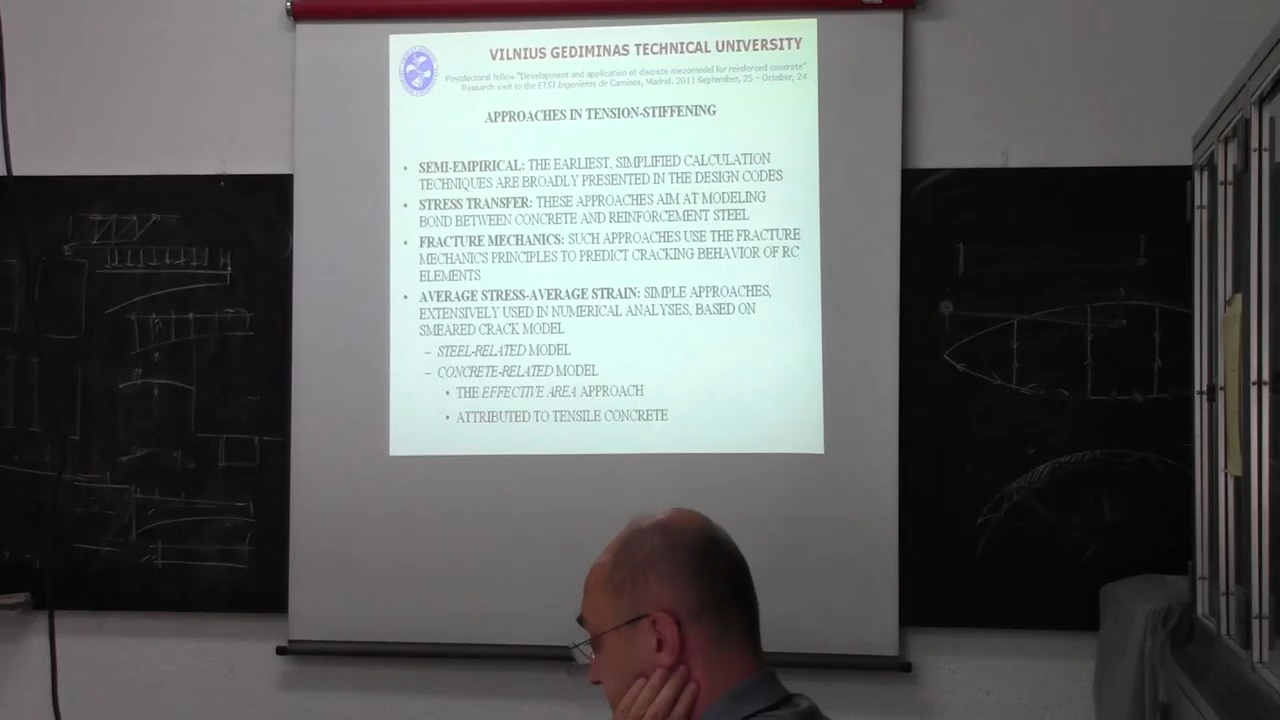 VILNIUS GEDIMINAS TECHNICAL UNIVERSITY
Postdoctoral fellow "Development and application of discrete mezomodel for reinforced concrete"
Research visit to the ETSI Ingenieros de Caminos, Madrid. 2011 September, 25 – October, 24
APPROACHES IN TENSION-STIFFENING
• SEMI-EMPIRICAL: THE EARLIEST, SIMPLIFIED CALCULATION
TECHNIQUES ARE BROADLY PRESENTED IN THE DESIGN CODES
• STRESS TRANSFER: THESE APPROACHES AIM AT MODELING
BOND BETWEEN CONCRETE AND REINFORCEMENT STEEL
• FRACTURE MECHANICS: SUCH APPROACHES USE THE FRACTURE
MECHANICS PRINCIPLES TO PREDICT CRACKING BEHAVIOR OF RC
ELEMENTS
• AVERAGE STRESS-AVERAGE STRAIN: SIMPLE APPROACHES,
EXTENSIVELY USED IN NUMERICAL ANALYSES, BASED ON
SMEARED CRACK MODEL
– STEEL-RELATED MODEL
– CONCRETE-RELATED MODEL
• THE EFFECTIVE AREA APPROACH
• ATTRIBUTED TO TENSILE CONCRETE